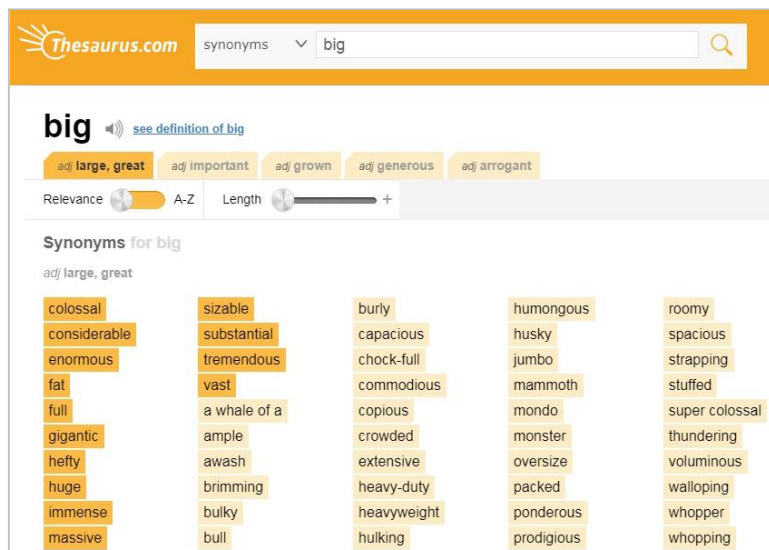 Thesaurus.com
synonyms big
big see definition of big
adj large, great adj important adj grown adj generous adj arrogant
Relevance A-Z Length +
Synonyms for big
adj large, great
colossal sizable burly humongous roomy
considerable substantial capacious husky spacious
enormous tremendous chock-full jumbo strapping
fat vast commodious mammoth stuffed
full a whale of a copious mondo super colossal
gigantic ample crowded monster thundering
hefty awash extensive oversize voluminous
huge brimming heavy-duty packed walloping
immense bulky heavyweight ponderous whopper
massive bull hulking prodigious whopping